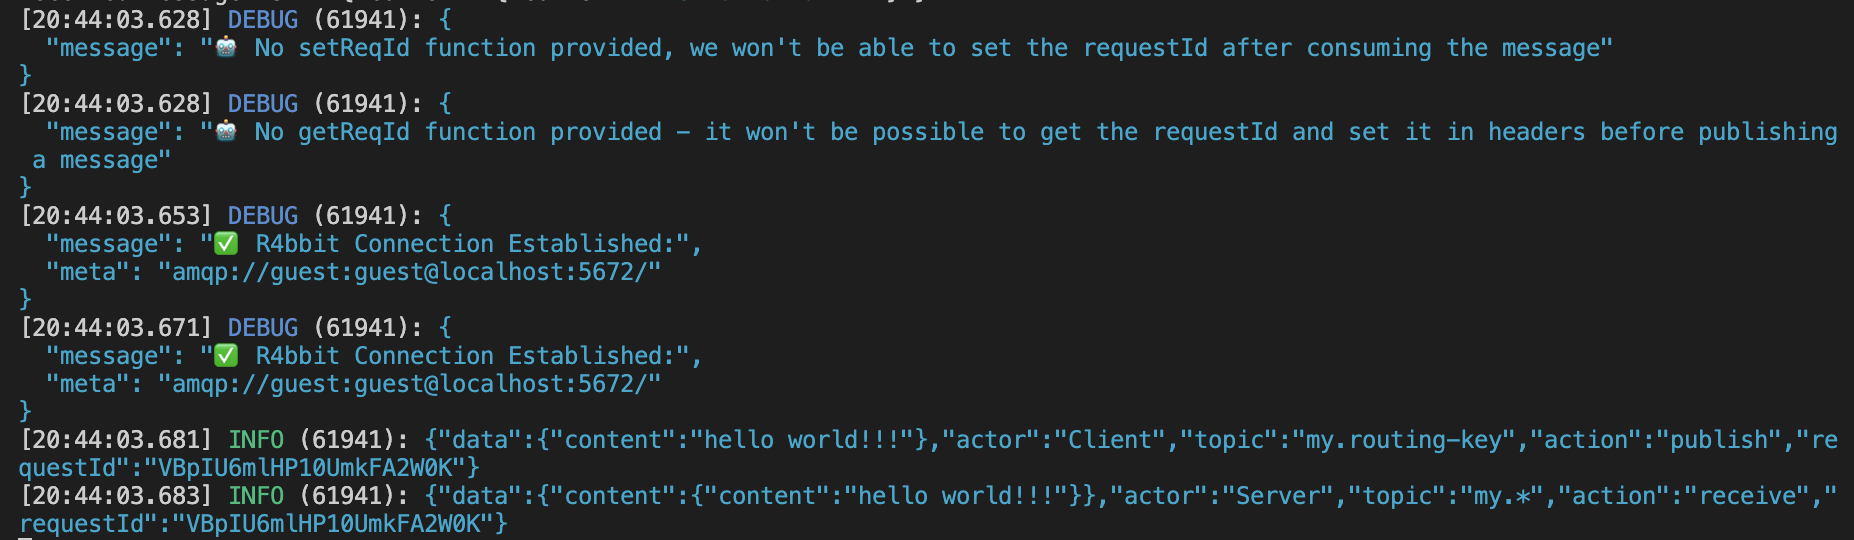 [20:44:03.628] DEBUG (61941): {
"message": "🤖 No setReqId function provided, we won't be able to set the requestId after consuming the message"
}
[20:44:03.628] DEBUG (61941): {
"message": "🤖 No getReqId function provided – it won't be possible to get the requestId and set it in headers before publishing
a message"
}
[20:44:03.653] DEBUG (61941): {
"message": "✅ R4bbit Connection Established:",
"meta": "amqp://guest:guest@localhost:5672/"
}
[20:44:03.671] DEBUG (61941): {
"message": "✅ R4bbit Connection Established:",
"meta": "amqp://guest:guest@localhost:5672/"
}
[20:44:03.681] INFO (61941): {"data":{"content":"hello world!!!"},"actor":"Client","topic":"my.routing-key","action":"publish","re
questId":"VBpIU6mlHP10UmkFA2W0K"}
[20:44:03.683] INFO (61941): {"data":{"content":{"content":"hello world!!!"}},"actor":"Server","topic":"my.*","action":"receive","
requestId":"VBpIU6mlHP10UmkFA2W0K"}